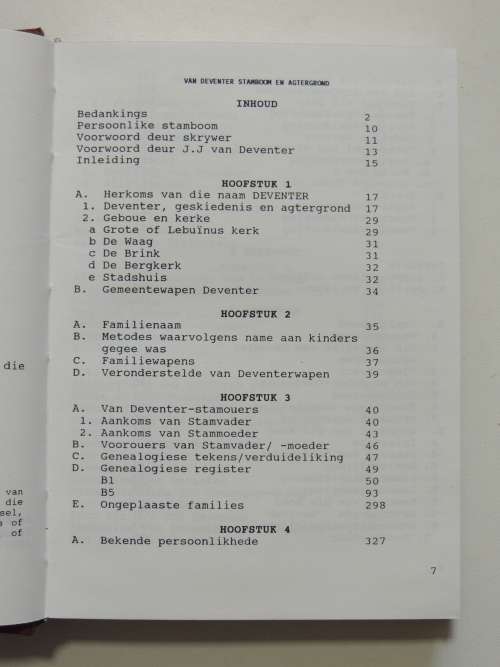 VAN DEVENTER STAMBOOM EN AGTERGROND
INHOUD
Bedankings 2
Persoonlike stamboom 10
Voorwoord deur skrywer 11
Voorwoord deur J.J van Deventer 13
Inleiding 15
HOOFSTUK 1
A. Herkoms van die naam DEVENTER 17
1. Deventer, geskiedenis en agtergrond 17
2. Geboue en kerke 29
a Grote of Lebuïnus kerk 29
b De Waag 31
c De Brink 31
d De Bergkerk 32
e Stadshuis 32
B. Gemeentewapen Deventer 34
HOOFSTUK 2
A. Familienaam 35
B. Metodes waarvolgens name aan kinders
gegee was 36
C. Familiewapens 37
D. Veronderstelde van Deventerwapen 39
HOOFSTUK 3
A. Van Deventer-stamouers 40
1. Aankoms van Stamvader 40
2. Aankoms van Stammoeder 43
B. Voorouers van Stamvader/ -moeder 46
C. Genealogiese tekens/verduideliking 47
D. Genealogiese register 49
B1 50
B5 93
E. Ongeplaaste families 298
HOOFSTUK 4
A. Bekende persoonlikhede 327
7
die
van
die
sel,
of
of